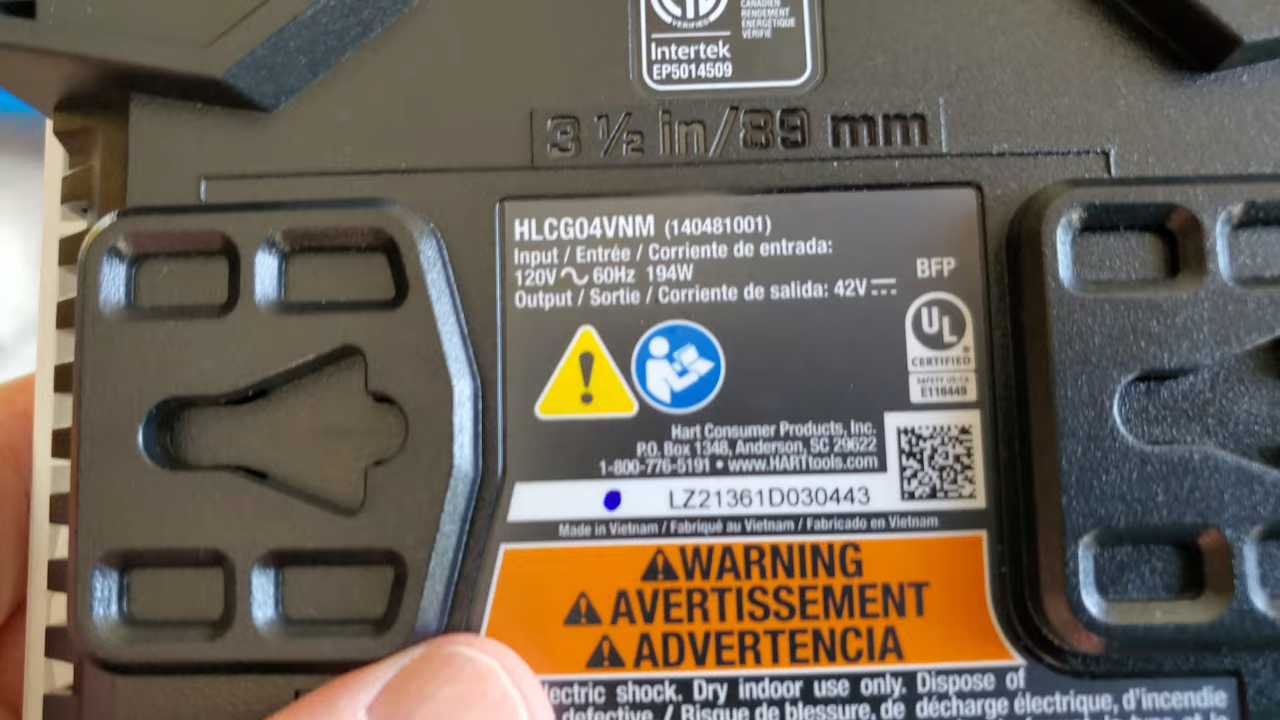 VERIFIED
CANADIEN
RENDEMENT
ÉNERGÉTIQUE
VÉRIFIÉ
Intertek
EP5014509
3 ½ in/89 mm
HLCG04VNM (140481001)
Input / Entrée / Corriente de entrada:
120V ∿ 60Hz 194W
BFP
Output / Sortie / Corriente de salida: 42V ⎓
UL
CERTIFIED
SAFETY US-CA
E118449
Hart Consumer Products, Inc.
P.O. Box 1348, Anderson, SC 29622
1-800-776-5191 • www.HARTtools.com
LZ21361D030443
Made in Vietnam / Fabriqué au Vietnam / Fabricado en Vietnam
WARNING
AVERTISSEMENT
ADVERTENCIA
shock. Dry indoor use only. Dispose of
defective. / Risque de blessure, de décharge électrique, d'incendie